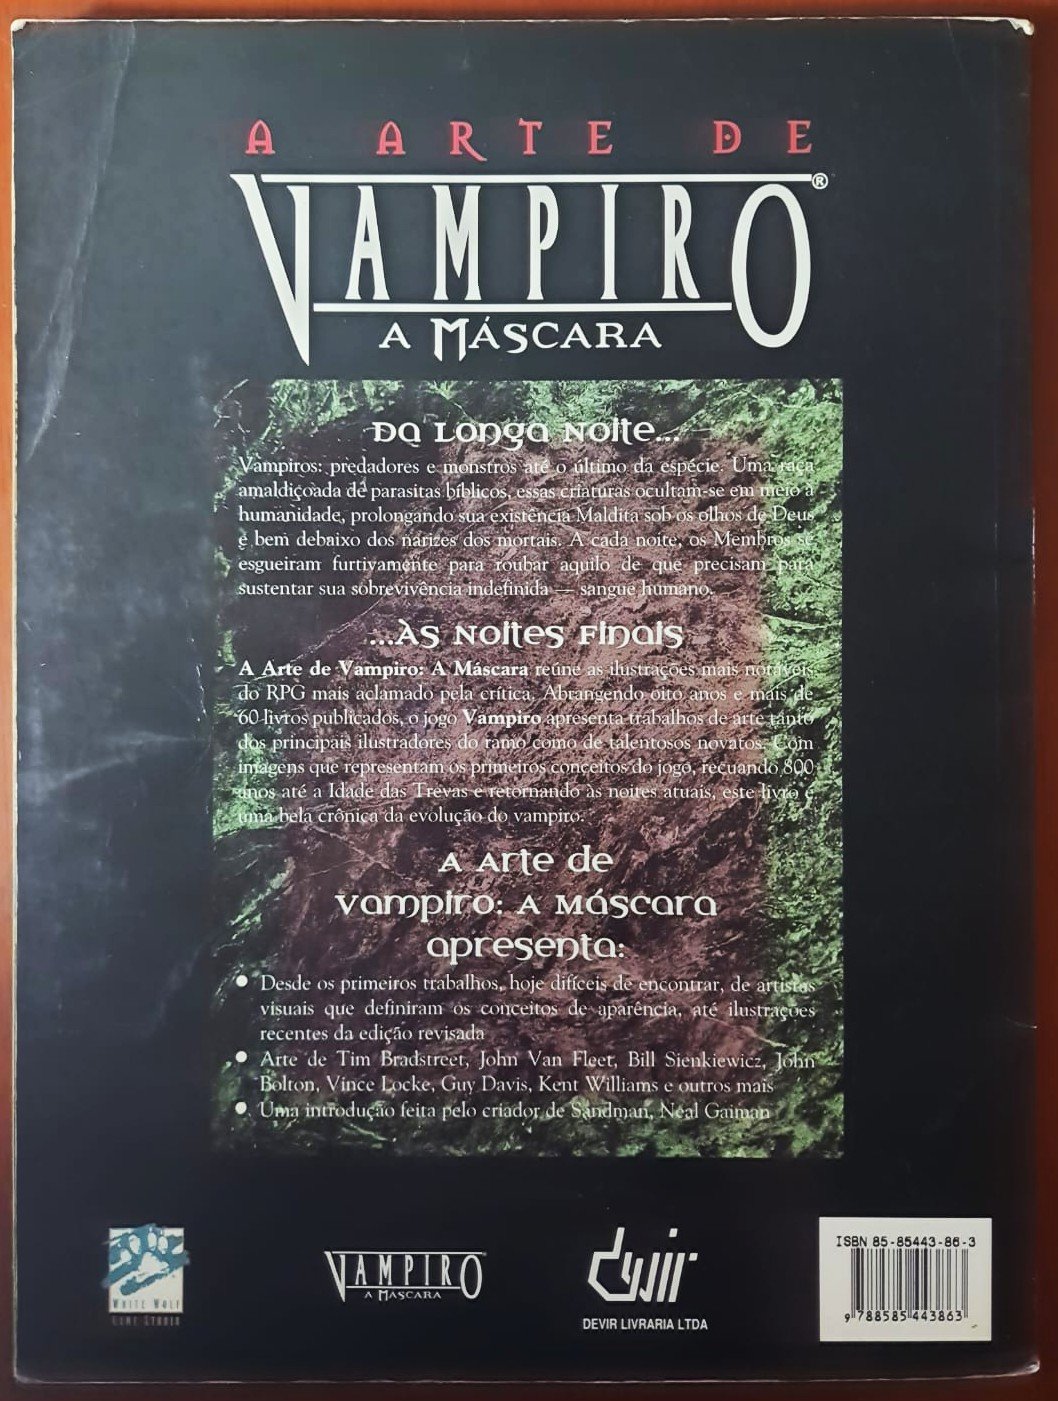 A ARTE DE
VAMPIRO®
A MÁSCARA
Da Longa Noite...
Vampiros: predadores e monstros até o último da espécie. Uma raça
amaldiçoada de parasitas bíblicos, essas criaturas ocultam-se em meio à
humanidade, prolongando sua existência Maldita sob os olhos de Deus
e bem debaixo dos narizes dos mortais. A cada noite, os Membros se
esgueiram furtivamente para roubar aquilo de que precisam para
sustentar sua sobrevivência indefinida — sangue humano.
...Às Noites Finais
A Arte de Vampiro: A Máscara reúne as ilustrações mais notáveis
do RPG mais aclamado pela crítica. Abrangendo oito anos e mais de
60 livros publicados, o jogo Vampiro apresenta trabalhos de arte tanto
dos principais ilustradores do ramo como de talentosos novatos. Com
imagens que representam os primeiros conceitos do jogo, recuando 800
anos até a Idade das Trevas e retornando às noites atuais, este livro é
uma bela crônica da evolução do vampiro.
A Arte de
Vampiro: A Máscara
apresenta:
• Desde os primeiros trabalhos, hoje difíceis de encontrar, de artistas
visuais que definiram os conceitos de aparência, até ilustrações
recentes da edição revisada
• Arte de Tim Bradstreet, John Van Fleet, Bill Sienkiewicz, John
Bolton, Vince Locke, Guy Davis, Kent Williams e outros mais
• Uma introdução feita pelo criador de Sandman, Neal Gaiman
WHITE WOLF
GAME STUDIO
VAMPIRO
A MÁSCARA
devir
DEVIR LIVRARIA LTDA
ISBN 85-85443-86-3
9 788585 443863